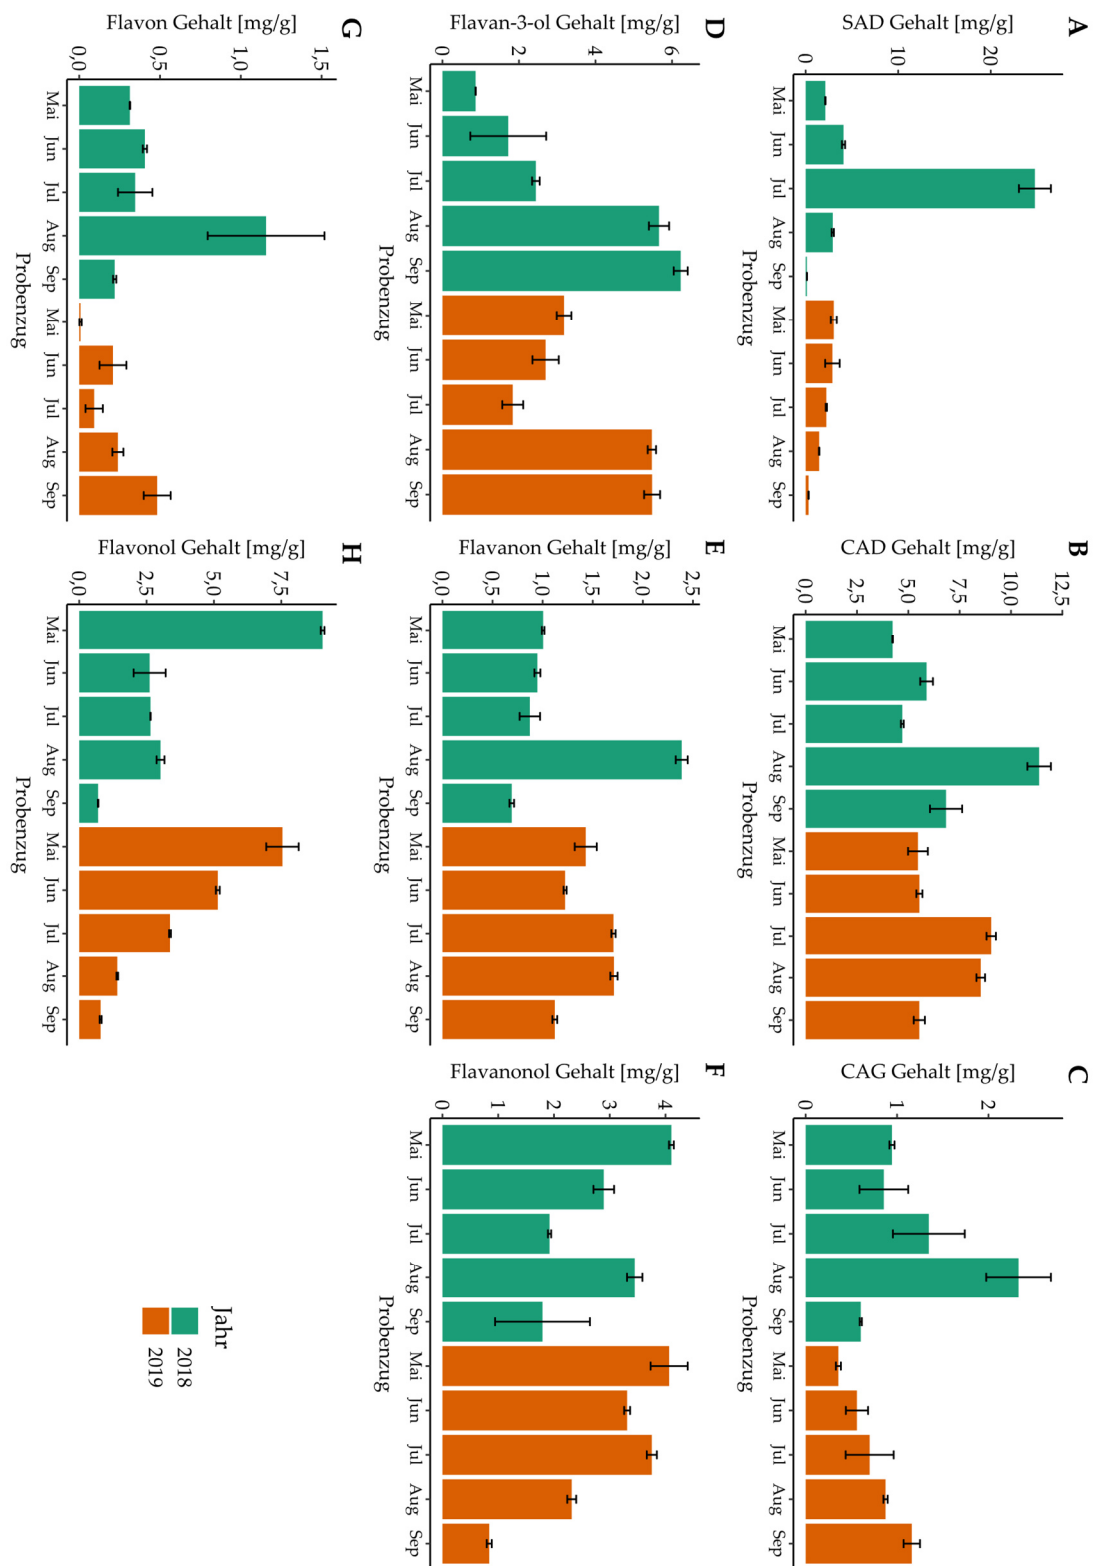 A
SAD Gehalt [mg/g]
0
10
20
Mai
Jun
Jul
Aug
Sep
Mai
Jun
Jul
Aug
Sep
Probenzug
B
CAD Gehalt [mg/g]
0,0
2,5
5,0
7,5
10,0
12,5
Mai
Jun
Jul
Aug
Sep
Mai
Jun
Jul
Aug
Sep
Probenzug
C
CAG Gehalt [mg/g]
0
1
2
Mai
Jun
Jul
Aug
Sep
Mai
Jun
Jul
Aug
Sep
Probenzug
D
Flavan-3-ol Gehalt [mg/g]
0
2
4
6
Mai
Jun
Jul
Aug
Sep
Mai
Jun
Jul
Aug
Sep
Probenzug
E
Flavanon Gehalt [mg/g]
0,0
0,5
1,0
1,5
2,0
2,5
Mai
Jun
Jul
Aug
Sep
Mai
Jun
Jul
Aug
Sep
Probenzug
F
Flavanonol Gehalt [mg/g]
0
1
2
3
4
Mai
Jun
Jul
Aug
Sep
Mai
Jun
Jul
Aug
Sep
Probenzug
G
Flavon Gehalt [mg/g]
0,0
0,5
1,0
1,5
Mai
Jun
Jul
Aug
Sep
Mai
Jun
Jul
Aug
Sep
Probenzug
H
Flavonol Gehalt [mg/g]
0,0
2,5
5,0
7,5
Mai
Jun
Jul
Aug
Sep
Mai
Jun
Jul
Aug
Sep
Probenzug
Jahr
2018
2019